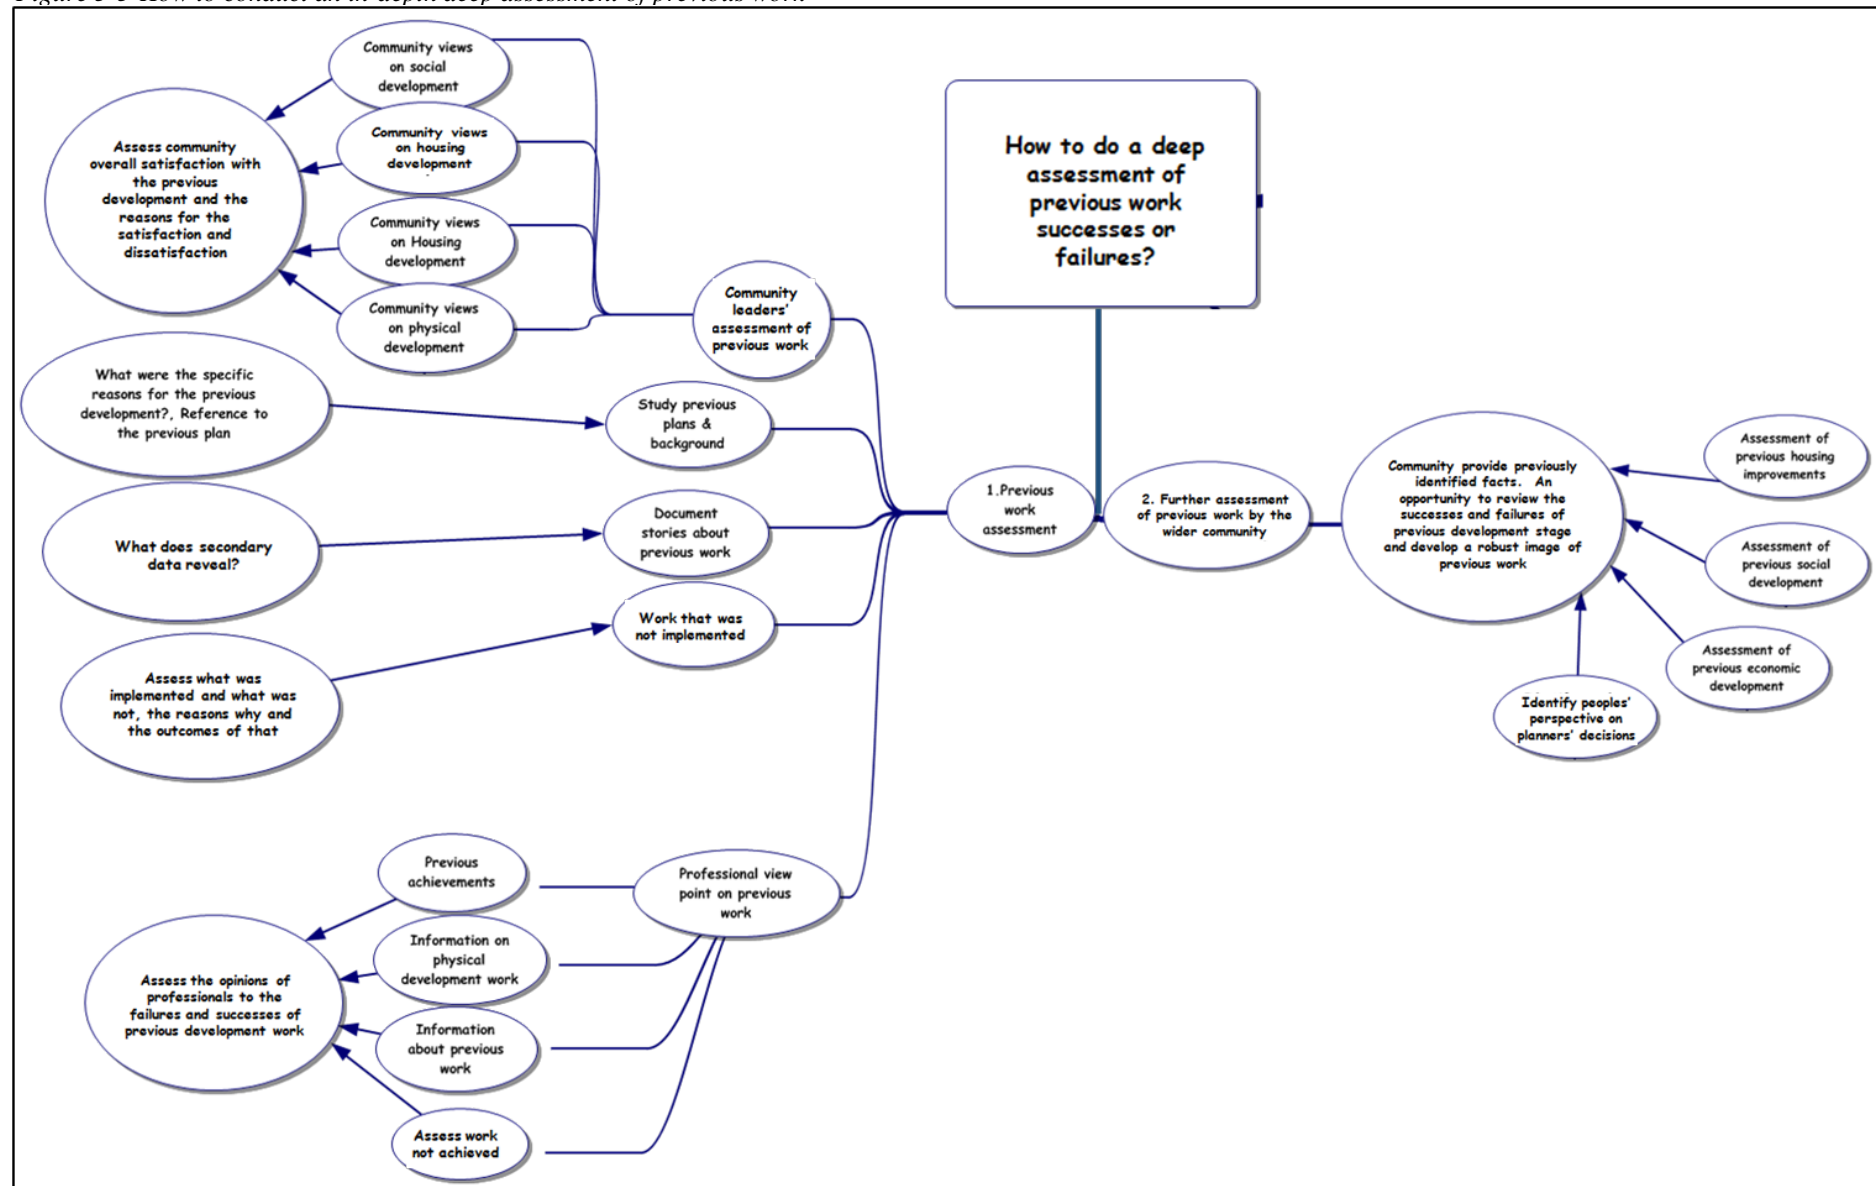 Community views
on social
development
Community views
on housing
development
Community views
on Housing
development
Community views
on physical
development
Assess community
overall satisfaction with
the previous
development and the
reasons for the
satisfaction and
dissatisfaction
Community
leaders'
assessment of
previous work
What were the specific
reasons for the previous
development?, Reference to
the previous plan
Study previous
plans &
background
What does secondary
data reveal?
Document
stories about
previous work
Assess what was
implemented and what was
not, the reasons why and
the outcomes of that
Work that was
not implemented
Previous
achievements
Information on
physical
development work
Information
about previous
work
Assess work
not achieved
Assess the opinions of
professionals to the
failures and successes of
previous development work
Professional view
point on previous
work
How to do a deep
assessment of
previous work
successes or
failures?
1.Previous
work
assessment
2. Further assessment
of previous work by the
wider community
Community provide previously
identified facts. An
opportunity to review the
successes and failures of
previous development stage
and develop a robust image of
previous work
Assessment of
previous housing
improvements
Assessment of
previous social
development
Assessment of
previous economic
development
Identify peoples'
perspective on
planners' decisions